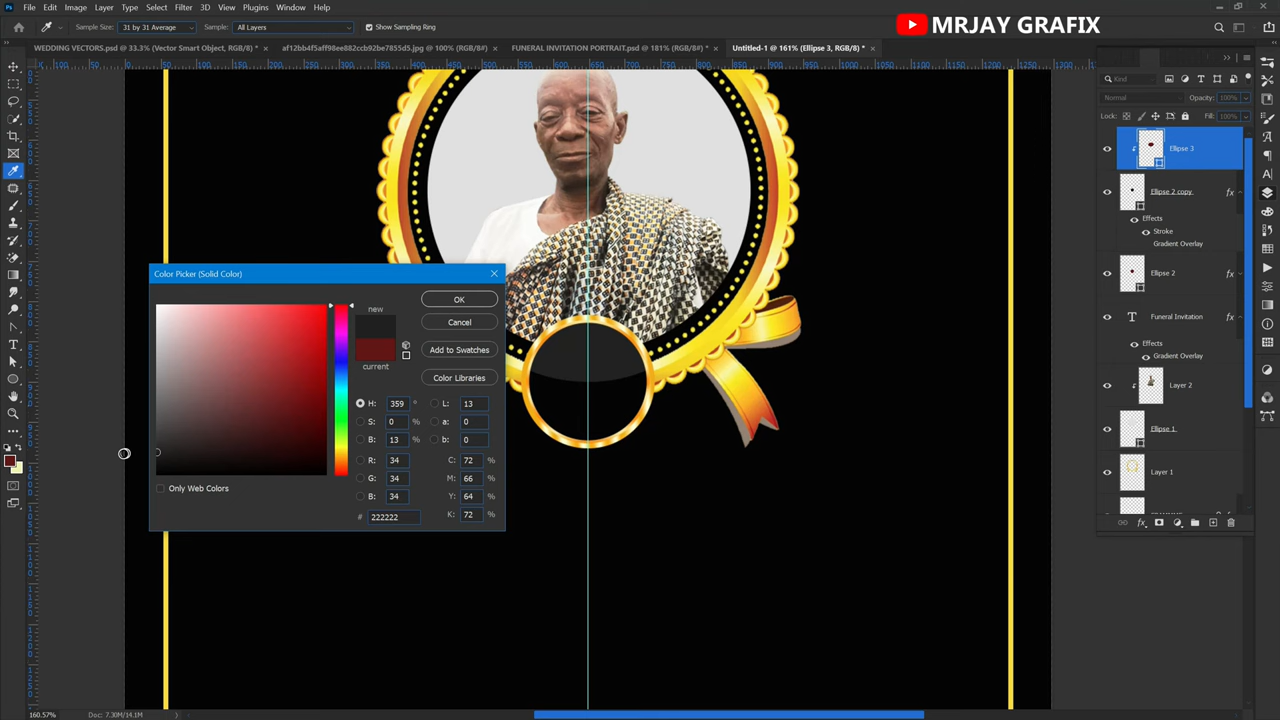 File Edit Image Layer Type Select Filter 3D View Plugins Window Help
MRJAY GRAFIX
Sample Size: 31 by 31 Average Sample: All Layers Show Sampling Ring
WEDDING VECTORS.psd @ 33.3% (Vector Smart Object, RGB/8) * ×
af12bb4f5aff98ee882ccb92be7855d5.jpg @ 100% (RGB/8#) ×
FUNERAL INVITATION PORTRAIT.psd @ 181% (RGB/8#) * ×
Untitled-1 @ 161% (Ellipse 3, RGB/8) * ×
Kind
Normal Opacity: 100%
Lock: Fill: 100%
Ellipse 3
Ellipse 2 copy fx
Effects
Stroke
Gradient Overlay
Ellipse 2 fx
Funeral Invitation
Effects
Gradient Overlay
Layer 2
Ellipse 1
Layer 1
Color Picker (Solid Color)
new
current
OK
Cancel
Add to Swatches
Color Libraries
H: 359 °
S: 0 %
B: 13 %
R: 34
G: 34
B: 34
L: 13
a: 0
b: 0
C: 72 %
M: 66 %
Y: 64 %
K: 72 %
# 222222
Only Web Colors
160.57% Doc: 7.30M/14.1M